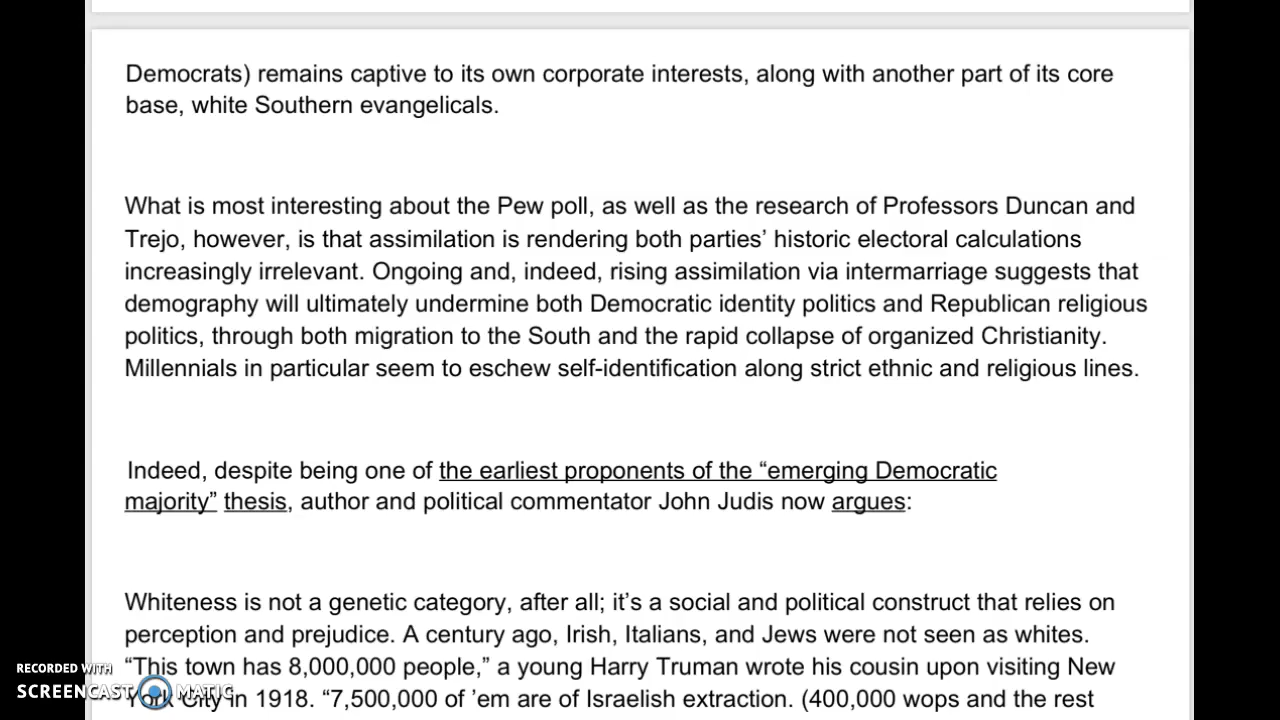 Democrats) remains captive to its own corporate interests, along with another part of its core
base, white Southern evangelicals.
What is most interesting about the Pew poll, as well as the research of Professors Duncan and
Trejo, however, is that assimilation is rendering both parties’ historic electoral calculations
increasingly irrelevant. Ongoing and, indeed, rising assimilation via intermarriage suggests that
demography will ultimately undermine both Democratic identity politics and Republican religious
politics, through both migration to the South and the rapid collapse of organized Christianity.
Millennials in particular seem to eschew self-identification along strict ethnic and religious lines.
Indeed, despite being one of the earliest proponents of the “emerging Democratic
majority” thesis, author and political commentator John Judis now argues:
Whiteness is not a genetic category, after all; it’s a social and political construct that relies on
perception and prejudice. A century ago, Irish, Italians, and Jews were not seen as whites.
“This town has 8,000,000 people,” a young Harry Truman wrote his cousin upon visiting New
York City in 1918. “7,500,000 of ’em are of Israelish extraction. (400,000 wops and the rest
RECORDED WITH
SCREENCAST MATIC